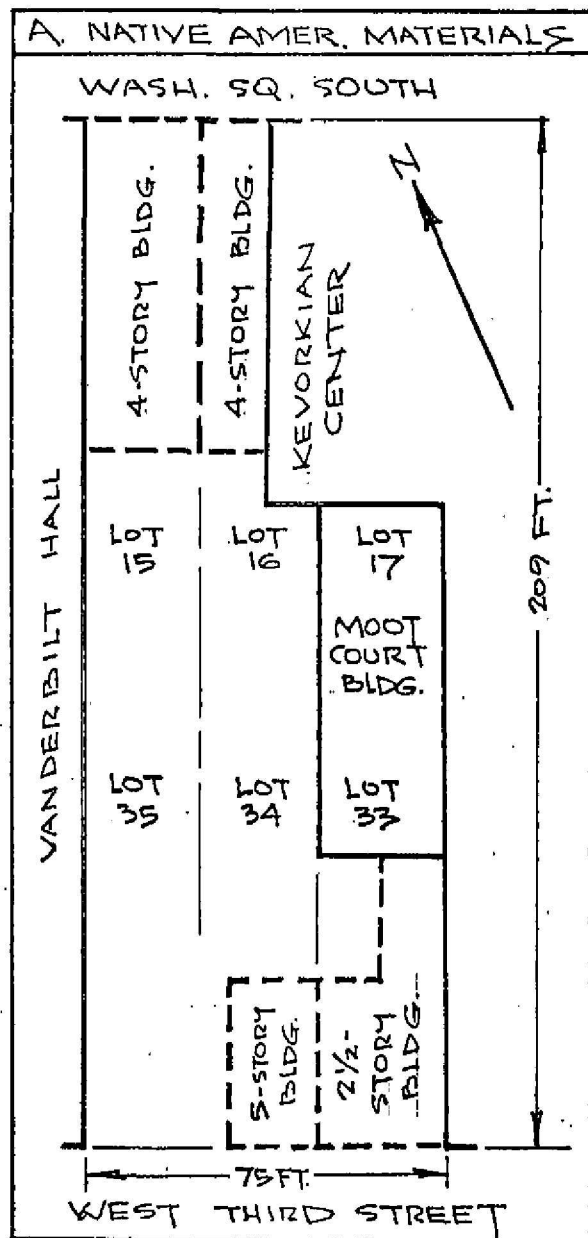 A. NATIVE AMER. MATERIALS
WASH. SQ. SOUTH
4-STORY BLDG.
4-STORY BLDG.
KEVORKIAN
CENTER
N
VANDERBILT HALL
209 FT.
LOT
15
LOT
16
LOT
17
MOOT
COURT
BLDG.
LOT
35
LOT
34
LOT
33
5-STORY
BLDG.
2 1/2-
STORY
BLDG.
75 FT.
WEST THIRD STREET